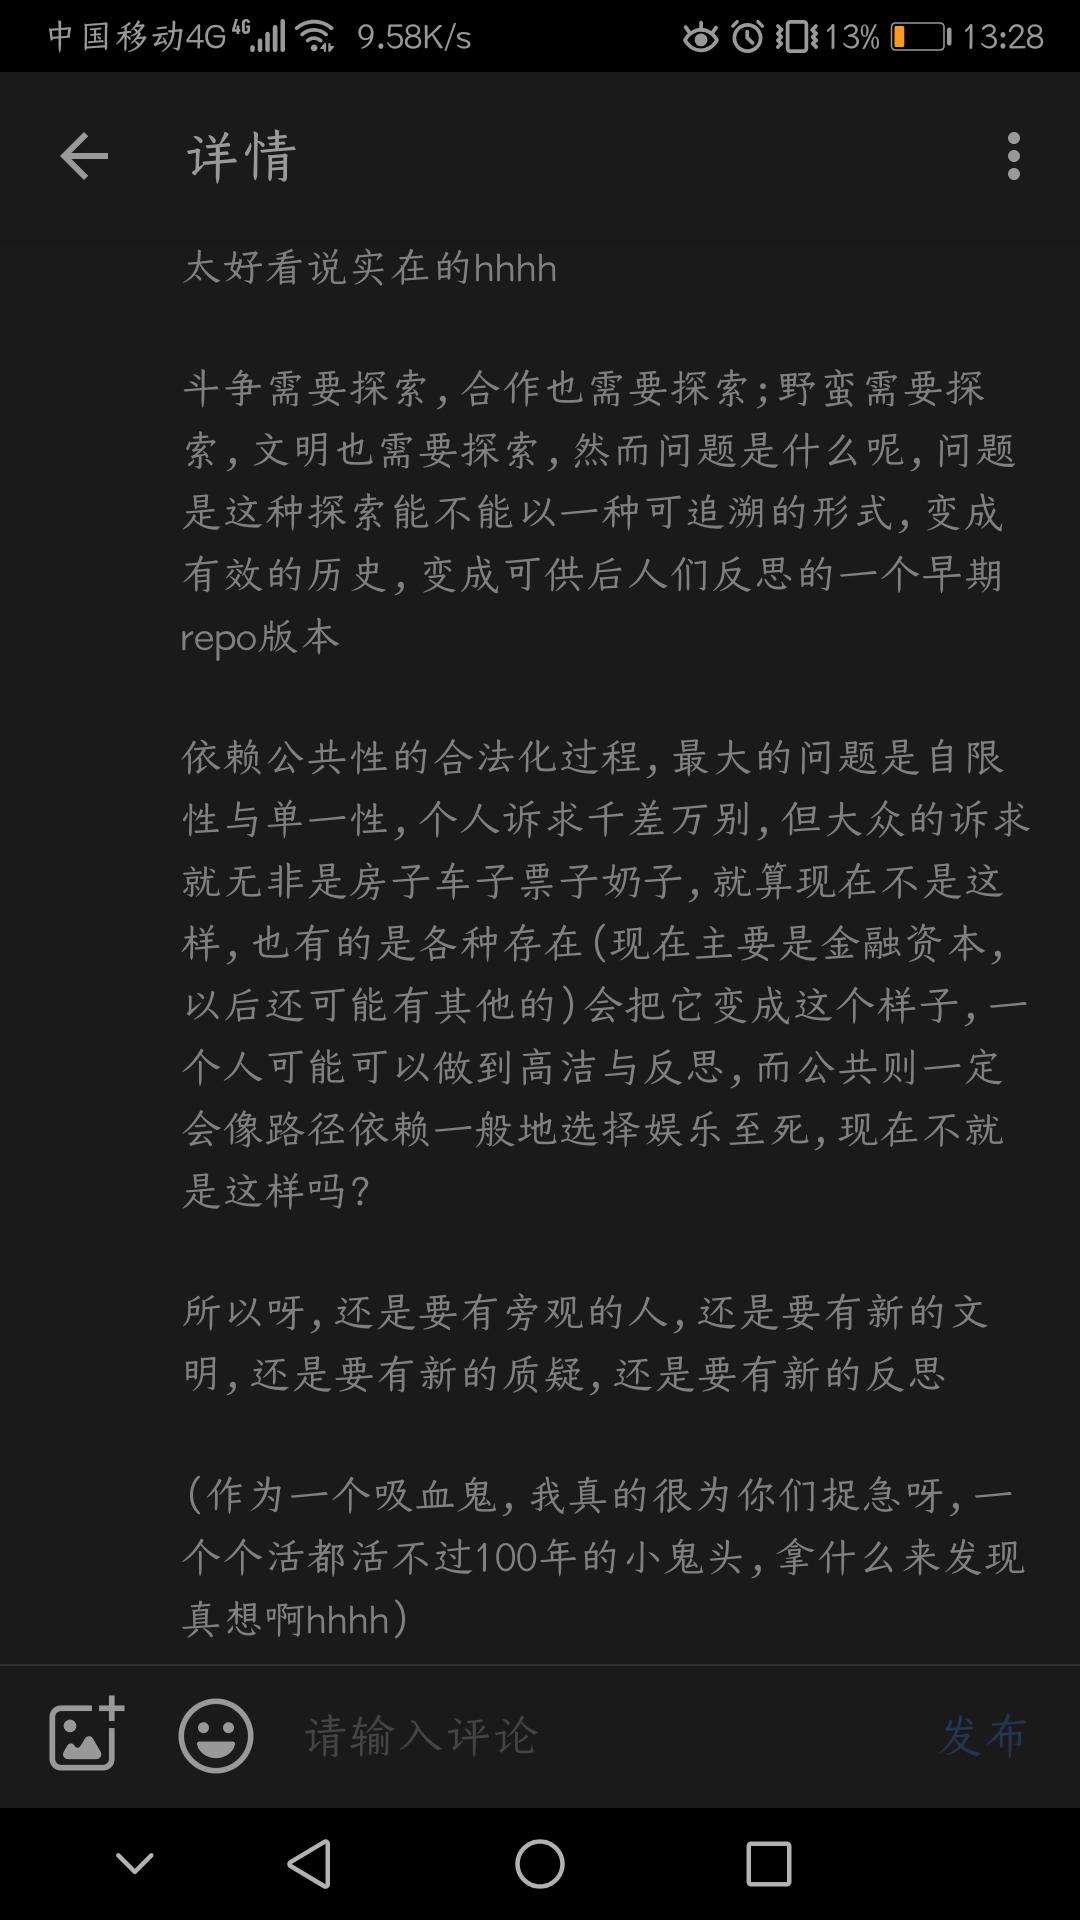 中国移动4G 4G 9.58K/s 13% 13:28
详情
太好看说实在的hhhh
斗争需要探索,合作也需要探索;野蛮需要探
索,文明也需要探索,然而问题是什么呢,问题
是这种探索能不能以一种可追溯的形式,变成
有效的历史,变成可供后人们反思的一个早期
repo版本
依赖公共性的合法化过程,最大的问题是自限
性与单一性,个人诉求千差万别,但大众的诉求
就无非是房子车子票子奶子,就算现在不是这
样,也有的是各种存在(现在主要是金融资本,
以后还可能有其他的)会把它变成这个样子,一
个人可能可以做到高洁与反思,而公共则一定
会像路径依赖一般地选择娱乐至死,现在不就
是这样吗?
所以呀,还是要有旁观的人,还是要有新的文
明,还是要有新的质疑,还是要有新的反思
(作为一个吸血鬼,我真的很为你们捉急呀,一
个个活都活不过100年的小鬼头,拿什么来发现
真想啊hhhh)
请输入评论 发布